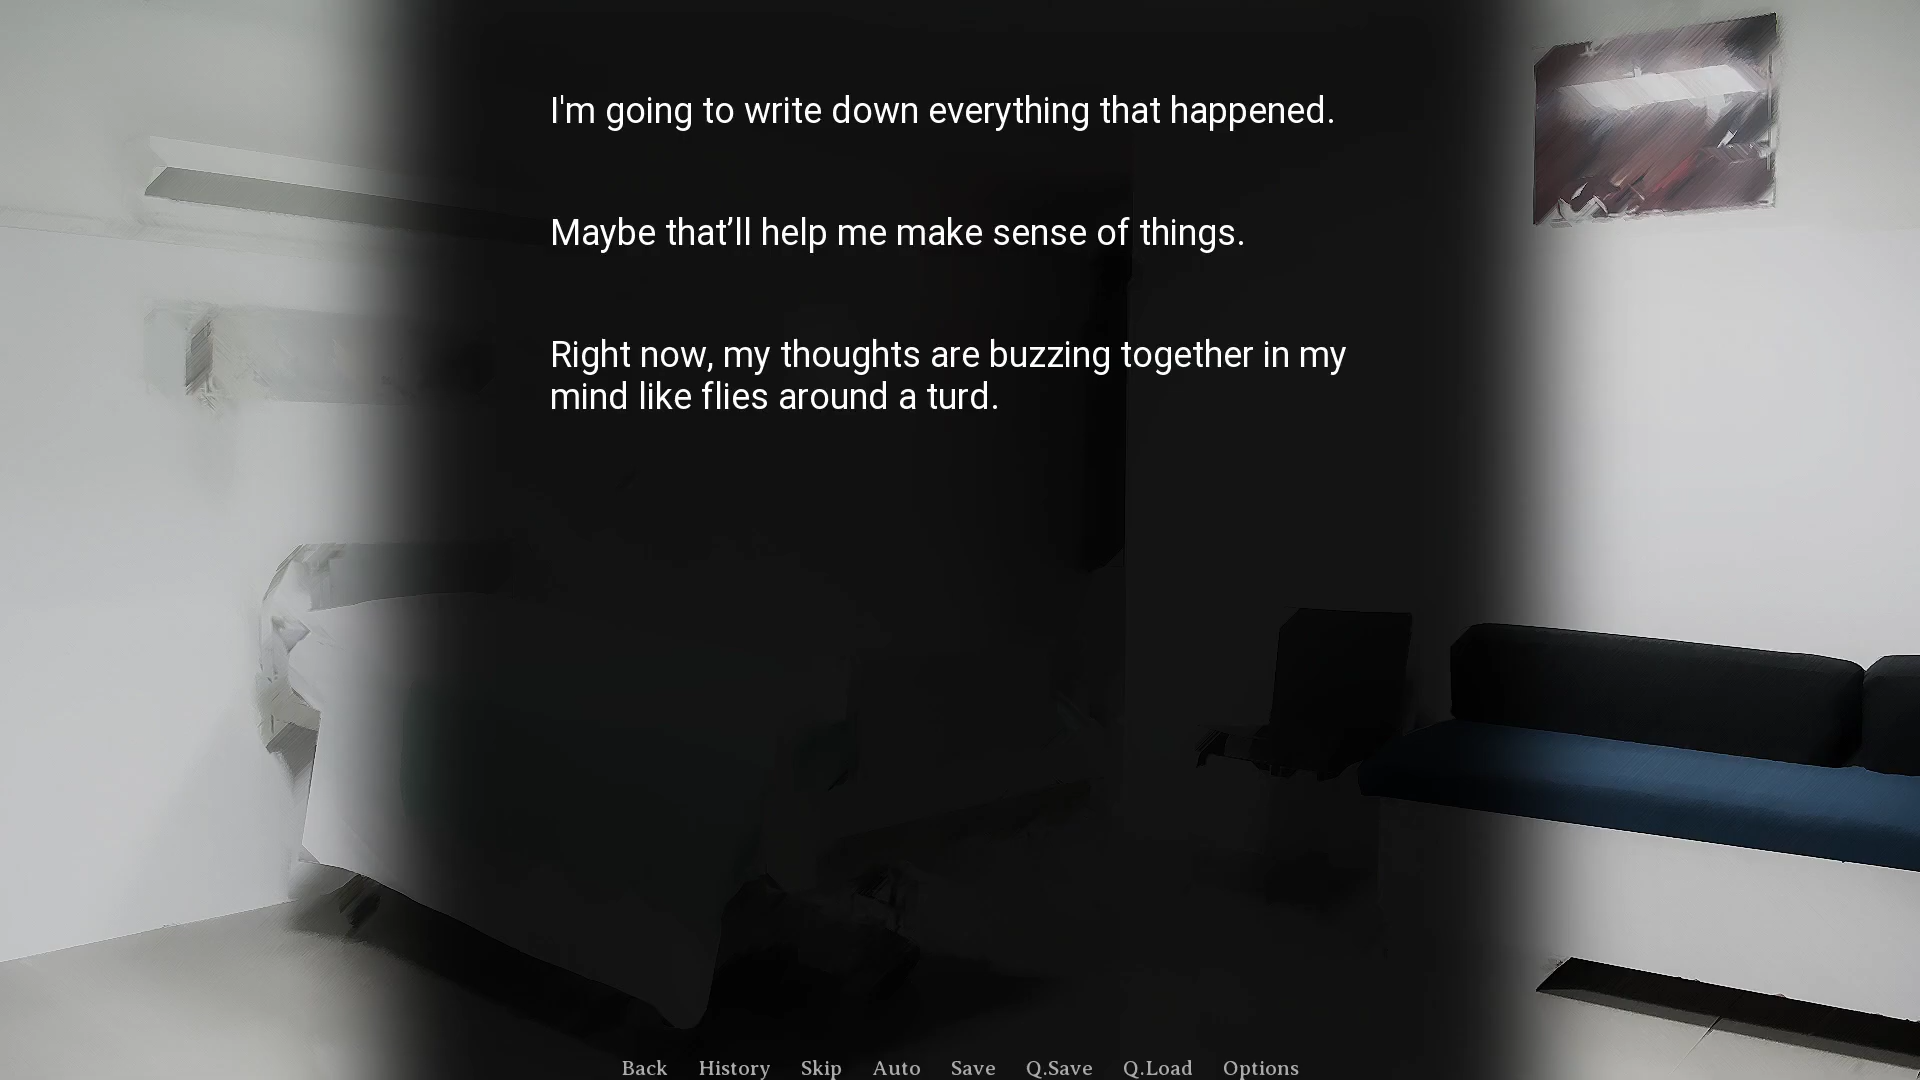 I'm going to write down everything that happened.
Maybe that’ll help me make sense of things.
Right now, my thoughts are buzzing together in my
mind like flies around a turd.
Back History Skip Auto Save Q.Save Q.Load Options